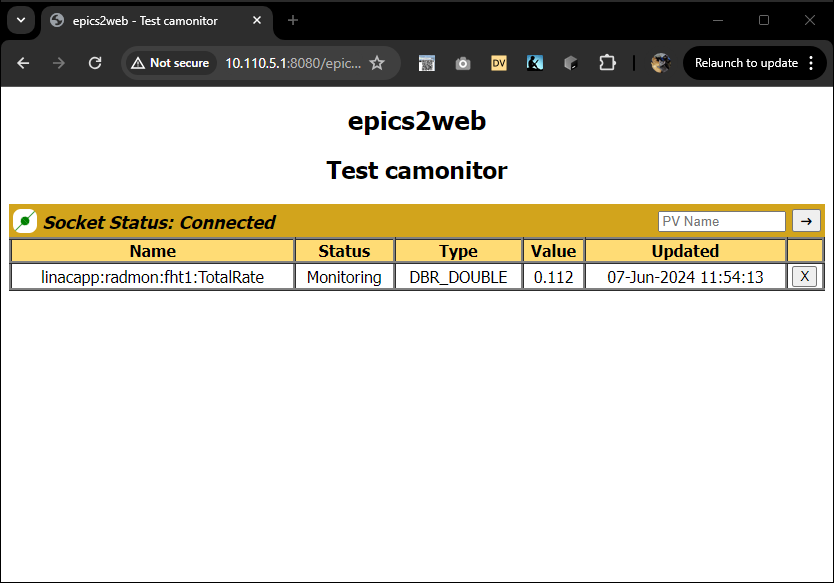 epics2web - Test camonitor
Not secure 10.110.5.1:8080/epic... DV Relaunch to update
epics2web
Test camonitor
Socket Status: Connected PV Name →
Name Status Type Value Updated
linacapp:radmon:fht1:TotalRate Monitoring DBR_DOUBLE 0.112 07-Jun-2024 11:54:13 X